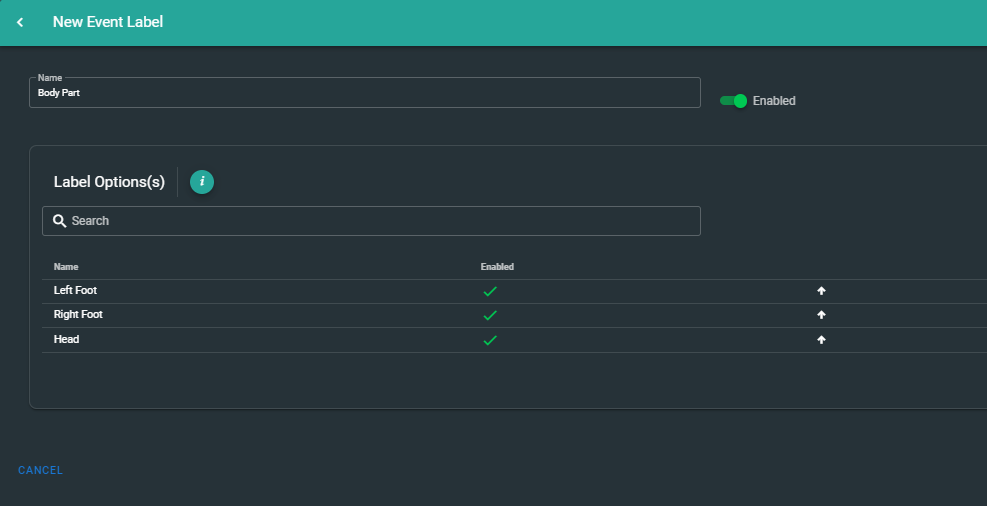 New Event Label
Name
Body Part
Enabled
Label Options(s)
i
Search
Name Enabled
Left Foot
Right Foot
Head
CANCEL